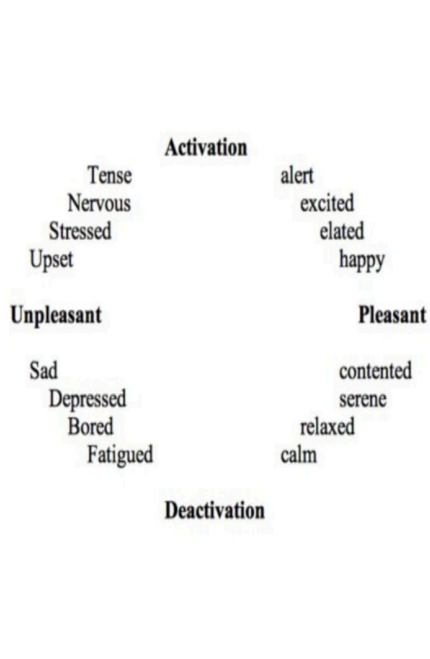 Activation
Tense alert
Nervous excited
Stressed elated
Upset happy
Unpleasant Pleasant
Sad contented
Depressed serene
Bored relaxed
Fatigued calm
Deactivation